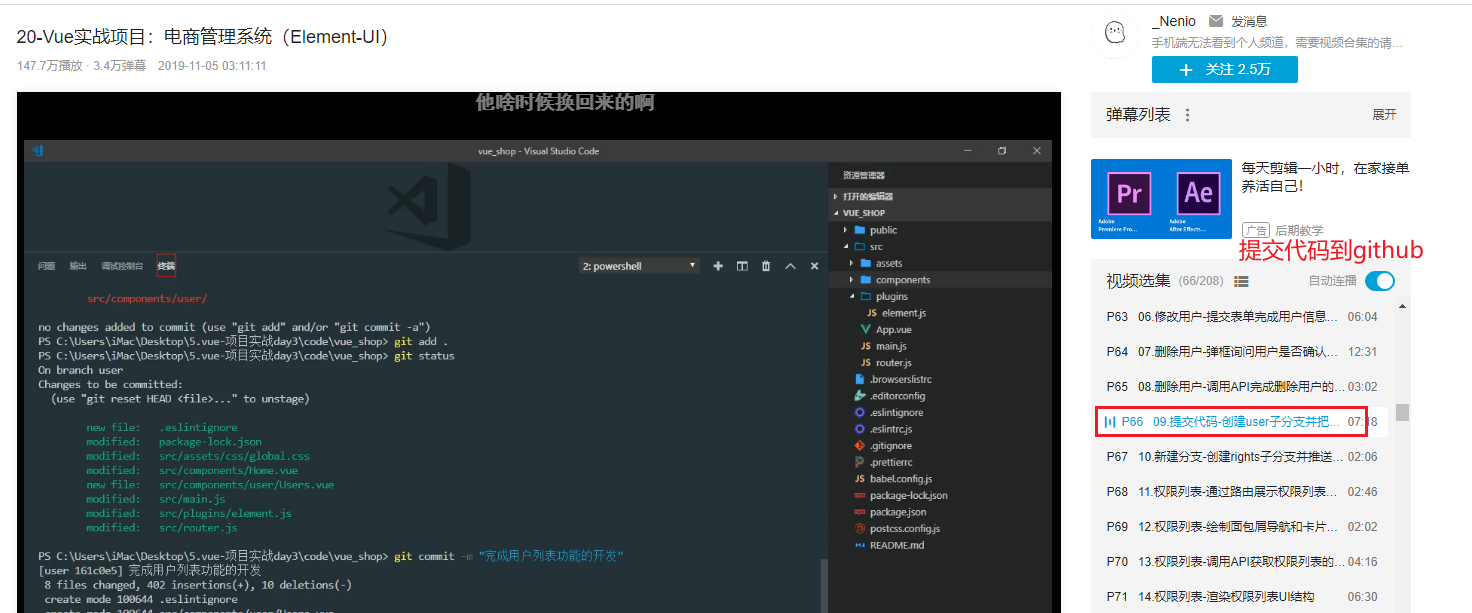 20-Vue实战项目：电商管理系统（Element-UI）
147.7万播放 · 3.4万弹幕 2019-11-05 03:11:11
他啥时候换回来的啊
vue_shop - Visual Studio Code
问题 输出 调试控制台 终端
2: powershell
src/components/user/
no changes added to commit (use "git add" and/or "git commit -a")
PS C:\Users\iMac\Desktop\5.vue-项目实战day3\code\vue_shop> git add .
PS C:\Users\iMac\Desktop\5.vue-项目实战day3\code\vue_shop> git status
On branch user
Changes to be committed:
(use "git reset HEAD <file>..." to unstage)
new file: .eslintignore
modified: package-lock.json
modified: src/assets/css/global.css
modified: src/components/Home.vue
new file: src/components/user/Users.vue
modified: src/main.js
modified: src/plugins/element.js
modified: src/router.js
PS C:\Users\iMac\Desktop\5.vue-项目实战day3\code\vue_shop> git commit -m "完成用户列表功能的开发"
[user 161c0e5] 完成用户列表功能的开发
8 files changed, 402 insertions(+), 10 deletions(-)
create mode 100644 .eslintignore
create mode 100644 src/components/user/Users.vue
资源管理器
打开的编辑器
VUE_SHOP
public
src
assets
components
plugins
JS element.js
App.vue
JS main.js
JS router.js
.browserslistrc
.editorconfig
.eslintignore
.eslintrc.js
.gitignore
.prettierrc
JS babel.config.js
package-lock.json
package.json
postcss.config.js
README.md
_Nenio 发消息
手机端无法看到个人频道，需要视频合集的请...
+ 关注 2.5万
弹幕列表 展开
Pr
Ae
Adobe
Premiere Pro...
Adobe
After Effects...
每天剪辑一小时，在家接单
养活自己！
广告 后期教学
提交代码到github
视频选集 (66/208) 自动连播
P63 06.修改用户-提交表单完成用户信息... 06:04
P64 07.删除用户-弹框询问用户是否确认... 12:31
P65 08.删除用户-调用API完成删除用户的... 03:02
P66 09.提交代码-创建user子分支并把... 07:18
P67 10.新建分支-创建rights子分支并推送... 02:06
P68 11.权限列表-通过路由展示权限列表... 02:46
P69 12.权限列表-绘制面包屑导航和卡片... 02:02
P70 13.权限列表-调用API获取权限列表的... 04:16
P71 14.权限列表-渲染权限列表UI结构 06:30